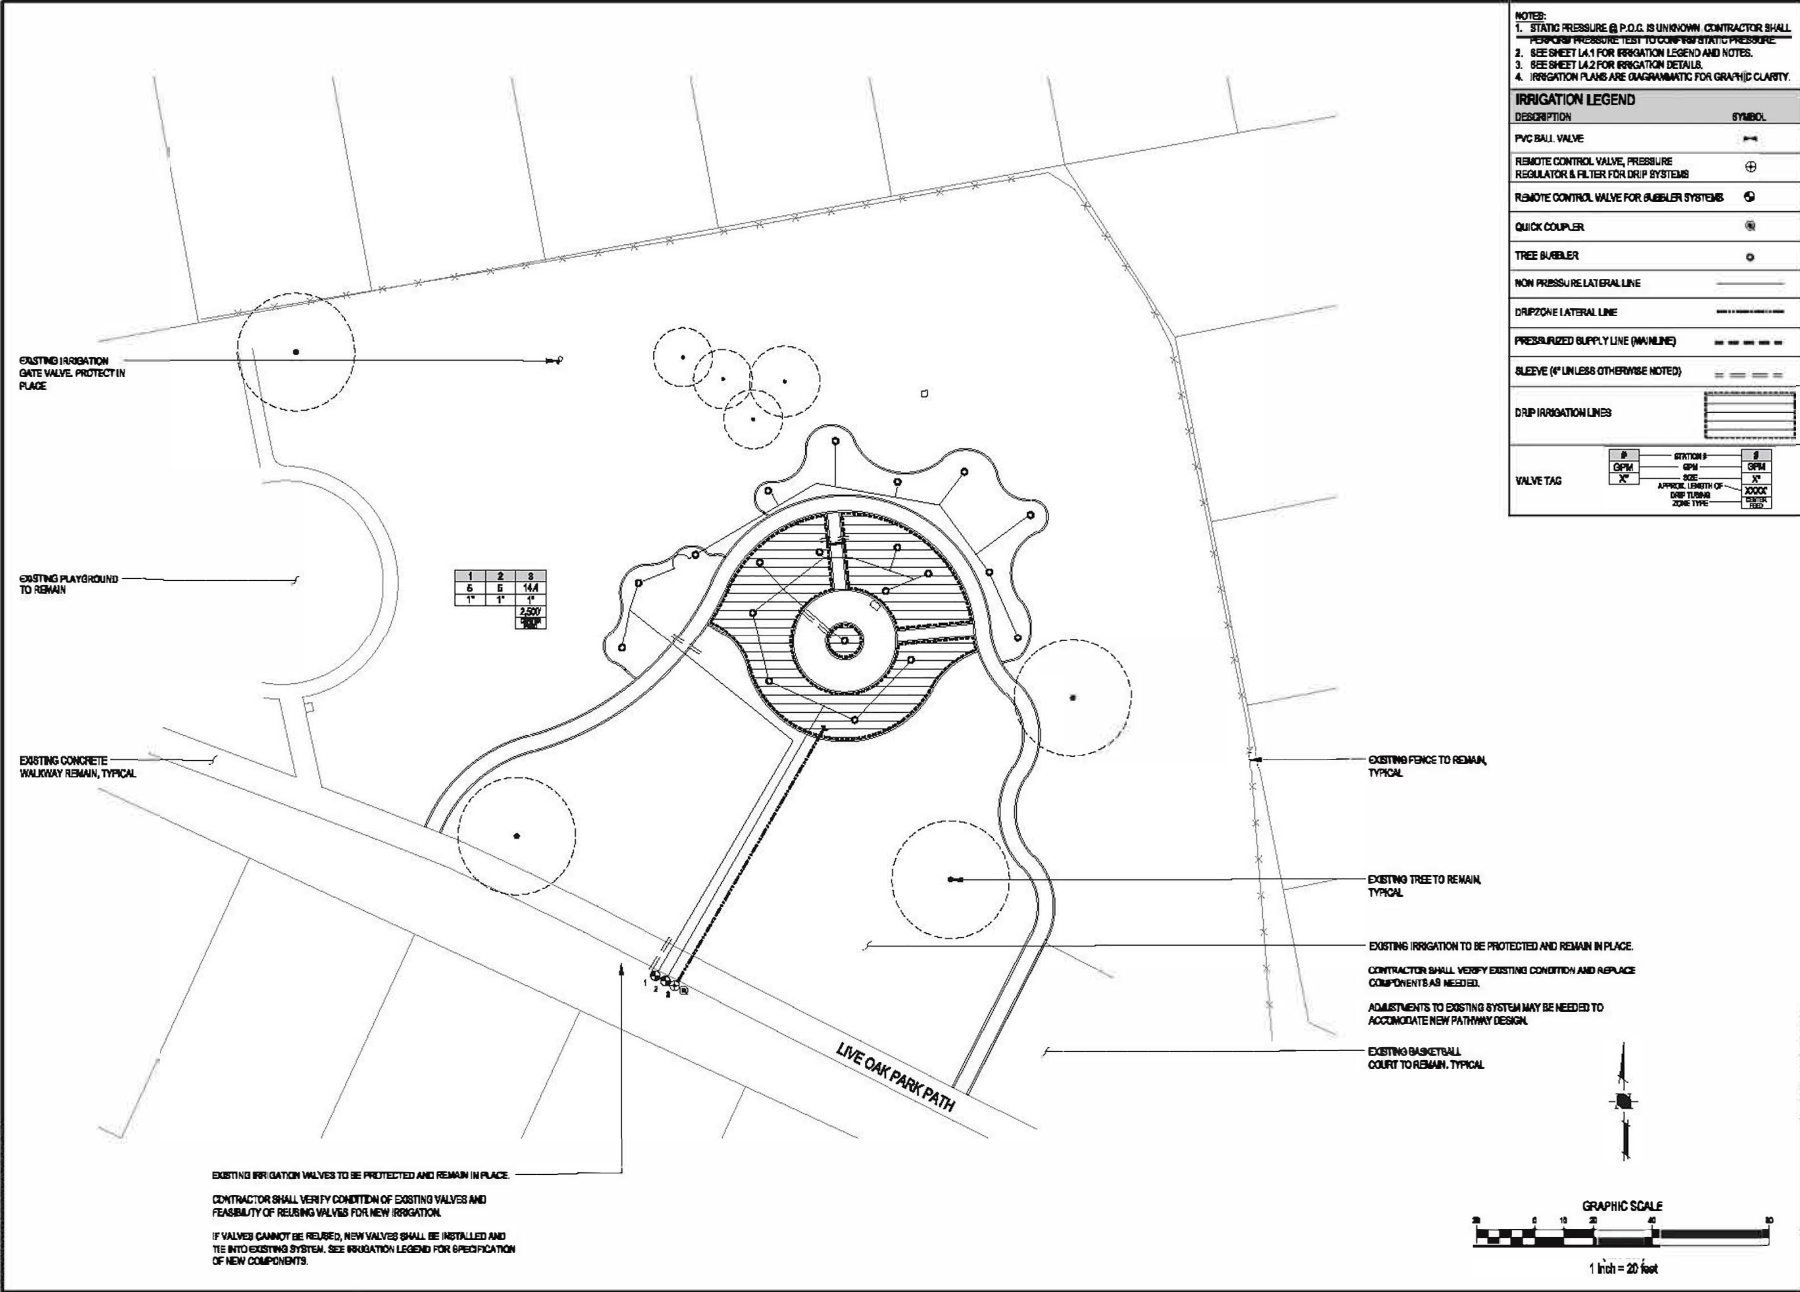 NOTES:
1. STATIC PRESSURE @ P.O.C. IS UNKNOWN. CONTRACTOR SHALL
PERFORM PRESSURE TEST TO CONFIRM STATIC PRESSURE.
2. SEE SHEET L4.1 FOR IRRIGATION LEGEND AND NOTES.
3. SEE SHEET L4.2 FOR IRRIGATION DETAILS.
4. IRRIGATION PLANS ARE DIAGRAMMATIC FOR GRAPHIC CLARITY.
IRRIGATION LEGEND
DESCRIPTION SYMBOL
PVC BALL VALVE
REMOTE CONTROL VALVE, PRESSURE
REGULATOR & FILTER FOR DRIP SYSTEMS
REMOTE CONTROL VALVE FOR BUBBLER SYSTEMS
QUICK COUPLER
TREE BUBBLER
NON PRESSURE LATERAL LINE
DRIPZONE LATERAL LINE
PRESSURIZED SUPPLY LINE (MAINLINE)
SLEEVE (4" UNLESS OTHERWISE NOTED)
DRIP IRRIGATION LINES
VALVE TAG
# STATION # #
GPM GPM GPM
X" SIZE X"
APPROX. LENGTH OF
DRIP TUBING XXXX'
ZONE TYPE CENTER
FEED
EXISTING IRRIGATION
GATE VALVE. PROTECT IN
PLACE
EXISTING PLAYGROUND
TO REMAIN
1 2 3
5 5 14.4
1" 1" 1"
2,500'
CENTER
FEED
EXISTING CONCRETE
WALKWAY REMAIN, TYPICAL
EXISTING FENCE TO REMAIN,
TYPICAL
EXISTING TREE TO REMAIN,
TYPICAL
EXISTING IRRIGATION TO BE PROTECTED AND REMAIN IN PLACE.
CONTRACTOR SHALL VERIFY EXISTING CONDITION AND REPLACE
COMPONENTS AS NEEDED.
ADJUSTMENTS TO EXISTING SYSTEM MAY BE NEEDED TO
ACCOMODATE NEW PATHWAY DESIGN.
EXISTING BASKETBALL
COURT TO REMAIN, TYPICAL
1
2
3
LIVE OAK PARK PATH
EXISTING IRRIGATION VALVES TO BE PROTECTED AND REMAIN IN PLACE.
CONTRACTOR SHALL VERIFY CONDITION OF EXISTING VALVES AND
FEASIBILITY OF REUSING VALVES FOR NEW IRRIGATION.
IF VALVES CANNOT BE REUSED, NEW VALVES SHALL BE INSTALLED AND
TIE INTO EXISTING SYSTEM. SEE IRRIGATION LEGEND FOR SPECIFICATION
OF NEW COMPONENTS.
GRAPHIC SCALE
20 0 10 20 40 80
1 inch = 20 feet